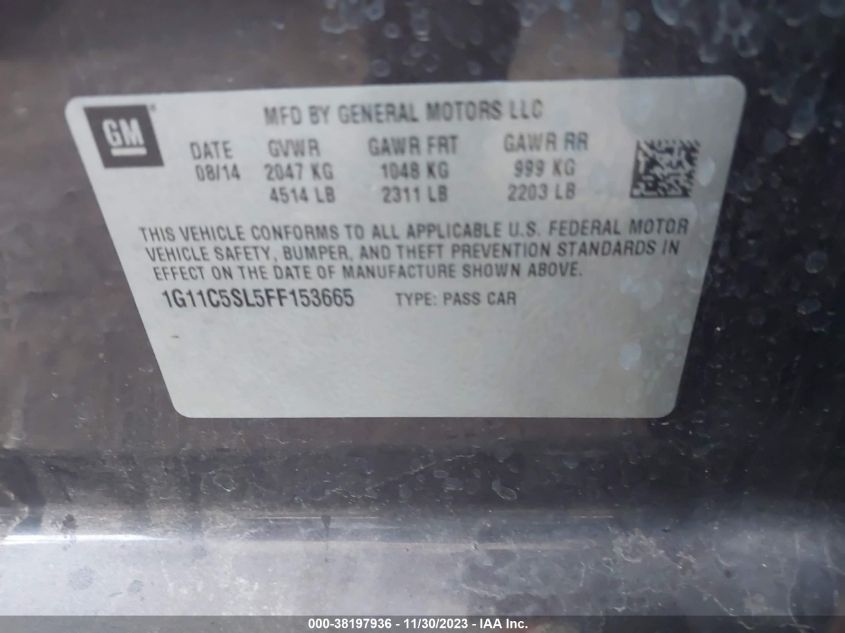 MFD BY GENERAL MOTORS LLC
GM
DATE GVWR GAWR FRT GAWR RR
08/14 2047 KG 1048 KG 999 KG
4514 LB 2311 LB 2203 LB
THIS VEHICLE CONFORMS TO ALL APPLICABLE U.S. FEDERAL MOTOR
VEHICLE SAFETY, BUMPER, AND THEFT PREVENTION STANDARDS IN
EFFECT ON THE DATE OF MANUFACTURE SHOWN ABOVE.
1G11C5SL5FF153665 TYPE: PASS CAR
000-38197936 - 11/30/2023 - IAA Inc.